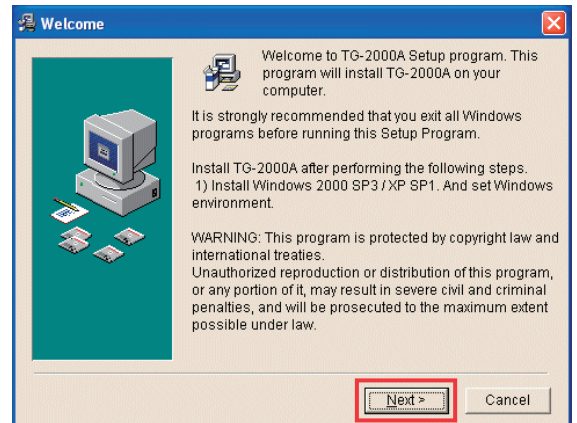 Welcome
Welcome to TG-2000A Setup program. This
program will install TG-2000A on your
computer.
It is strongly recommended that you exit all Windows
programs before running this Setup Program.
Install TG-2000A after performing the following steps.
1) Install Windows 2000 SP3 / XP SP1. And set Windows
environment.
WARNING: This program is protected by copyright law and
international treaties.
Unauthorized reproduction or distribution of this program,
or any portion of it, may result in severe civil and criminal
penalties, and will be prosecuted to the maximum extent
possible under law.
Next >
Cancel